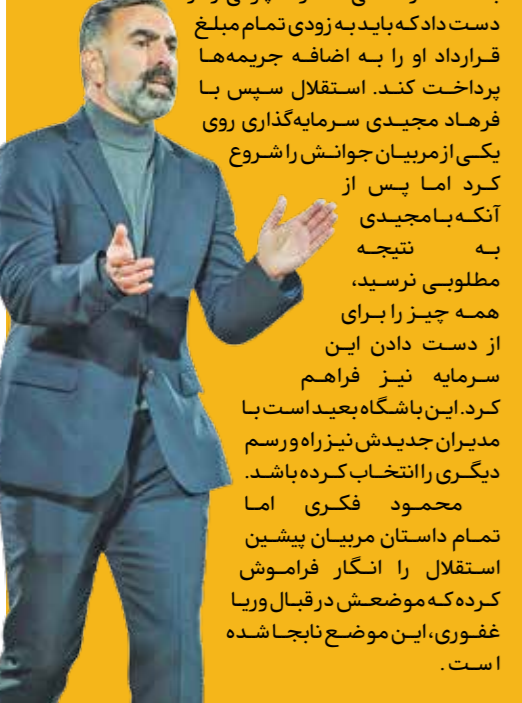 دست داد که باید به زودی تمام مبلغ
قرارداد او را به اضافه جریمه‌ها
پرداخت کند. استقلال سپس با
فرهاد مجیدی سرمایه‌گذاری روی
یکی از مربیان جوانش را شروع
کرد اما پس از
آنکه با مجیدی
به نتیجه
مطلوبی نرسید،
همه چیز را برای
از دست دادن این
سرمایه نیز فراهم
کرد. این باشگاه بعید است با
مدیران جدیدش نیز راه و رسم
دیگری را انتخاب کرده باشد.
محمود فکری اما
تمام داستان مربیان پیشین
استقلال را انگار فراموش
کرده که موضعش در قبال وریا
غفوری، این موضع نابجا شده
است.